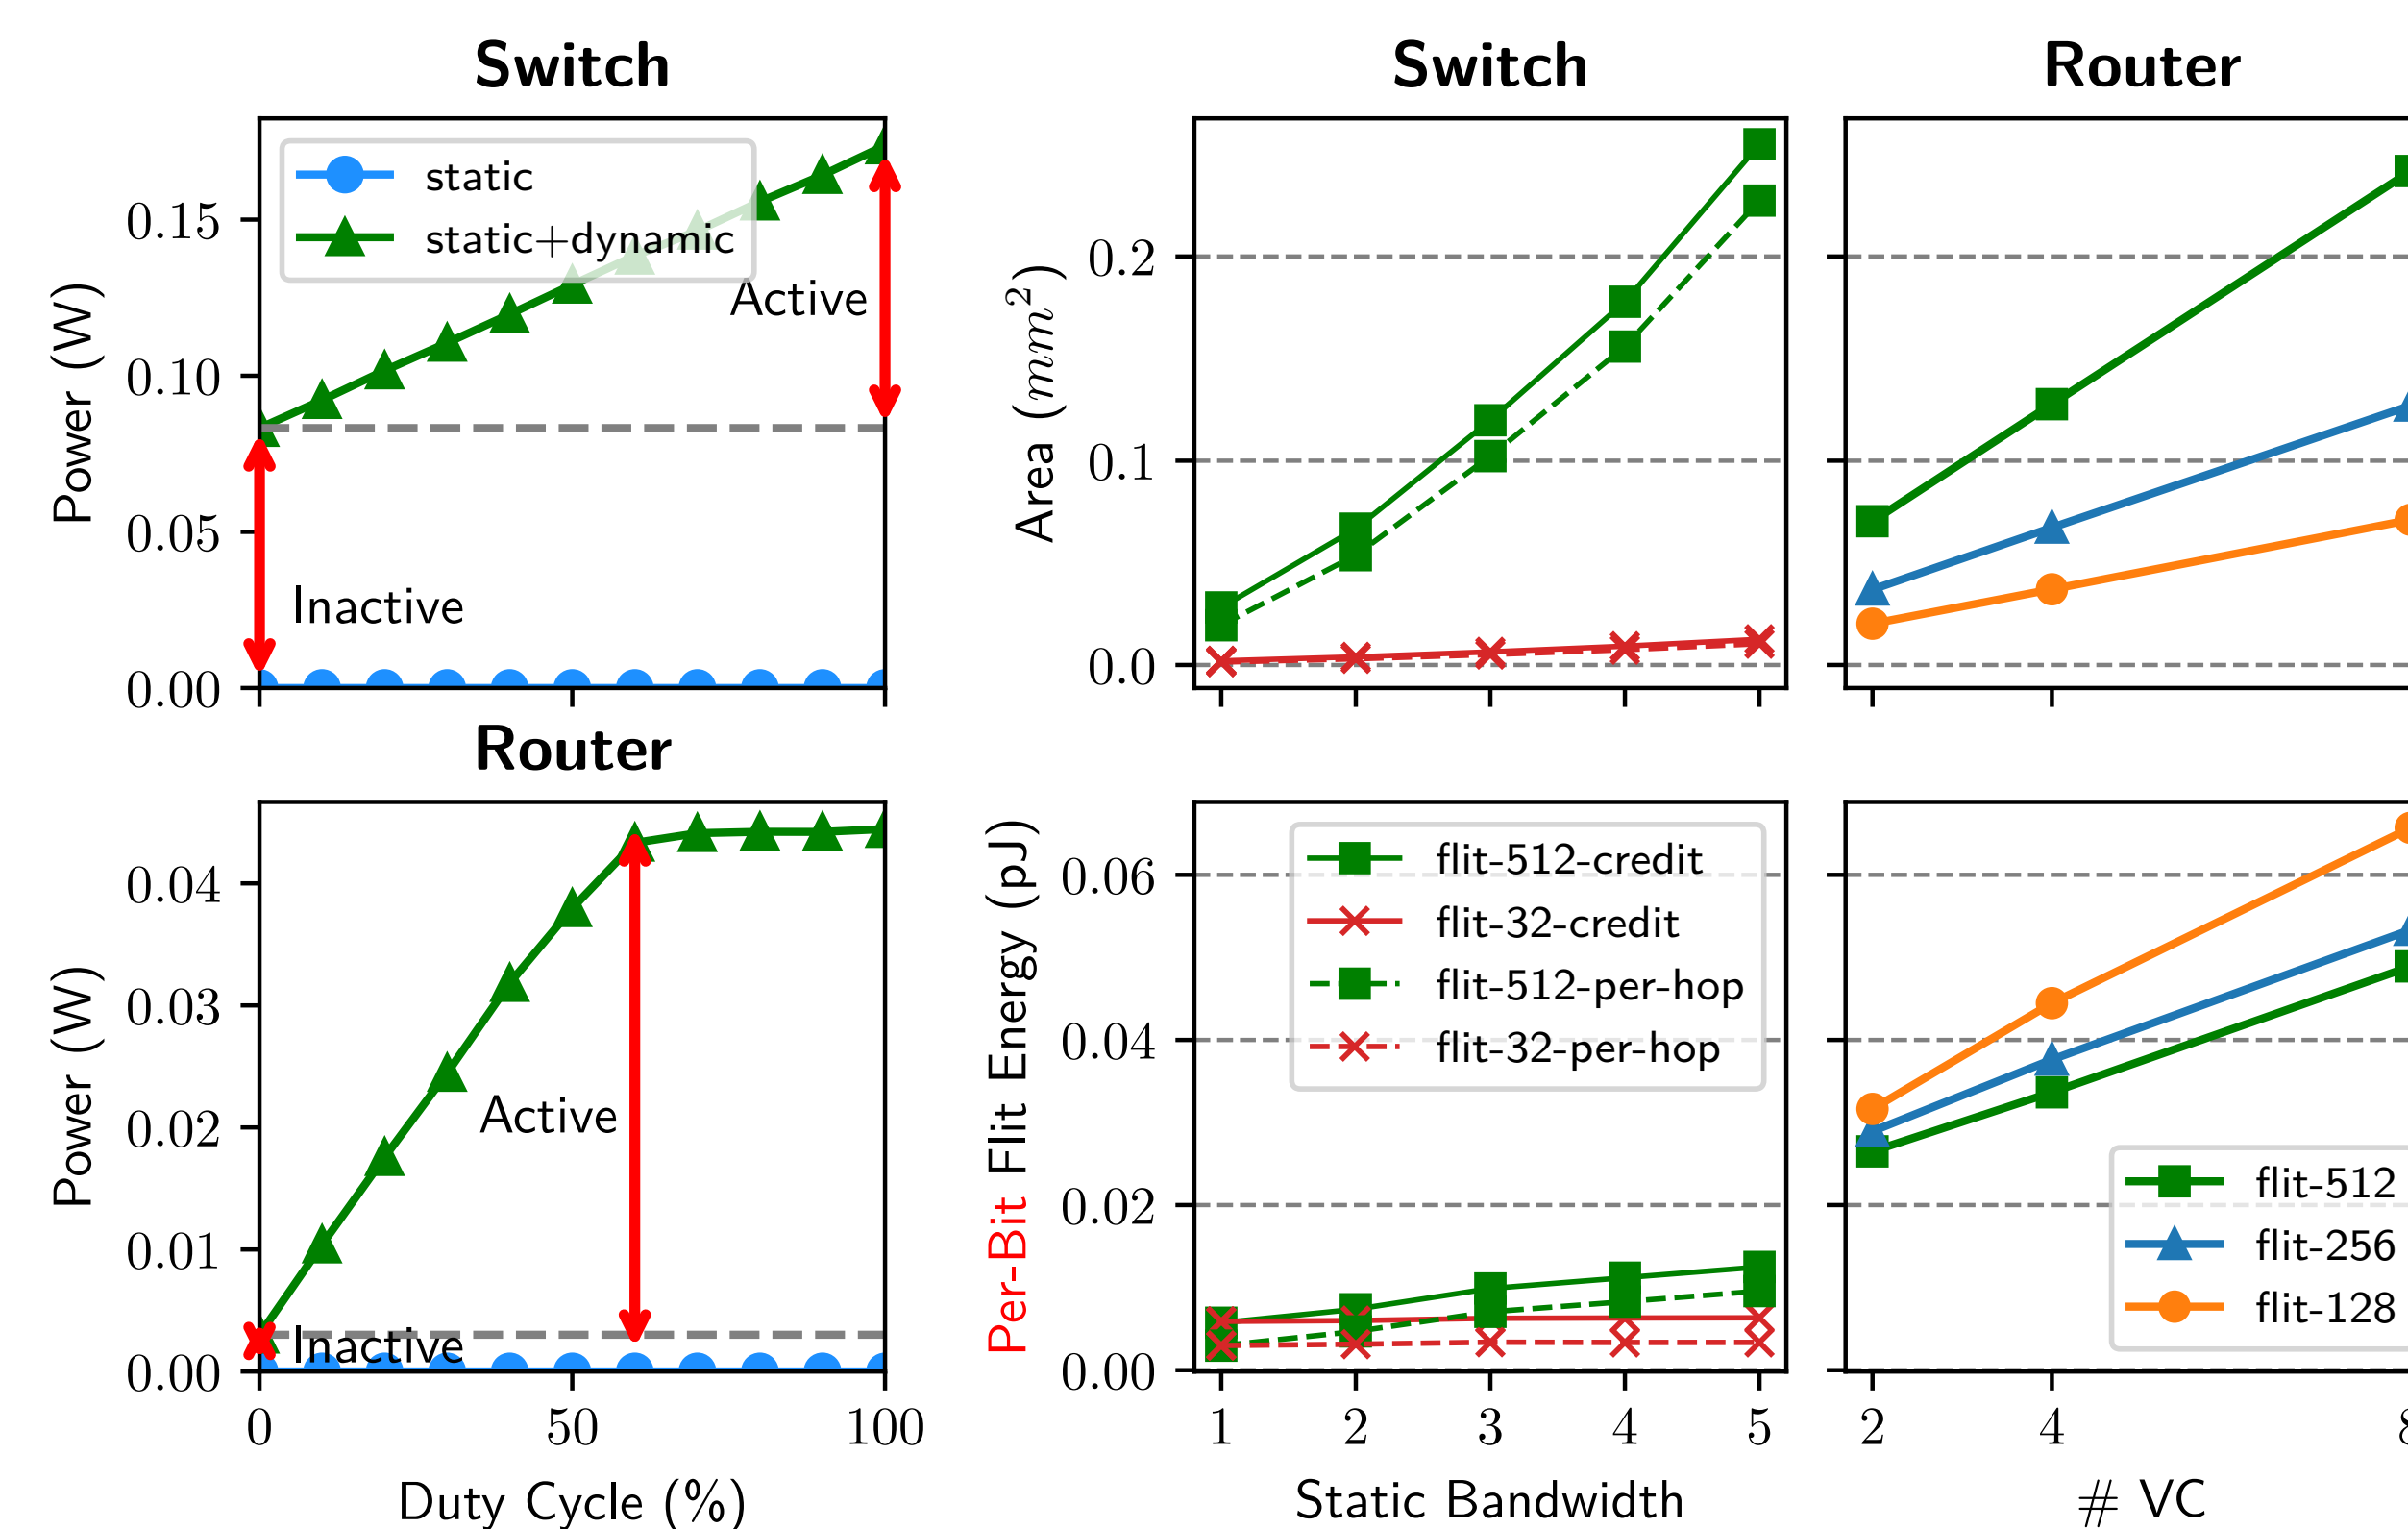 Switch
Power (W)
0.15
0.10
0.05
0.00
static
static+dynamic
Active
Inactive
Router
Power (W)
0.04
0.03
0.02
0.01
0.00
Active
Inactive
0
50
100
Duty Cycle (%)
Switch
Area (mm²)
0.2
0.1
0.0
Router
Per-Bit Flit Energy (pJ)
0.06
0.04
0.02
0.00
flit-512-credit
flit-32-credit
flit-512-per-hop
flit-32-per-hop
1
2
3
4
5
Static Bandwidth
flit-512
flit-256
flit-128
2
4
8
# VC